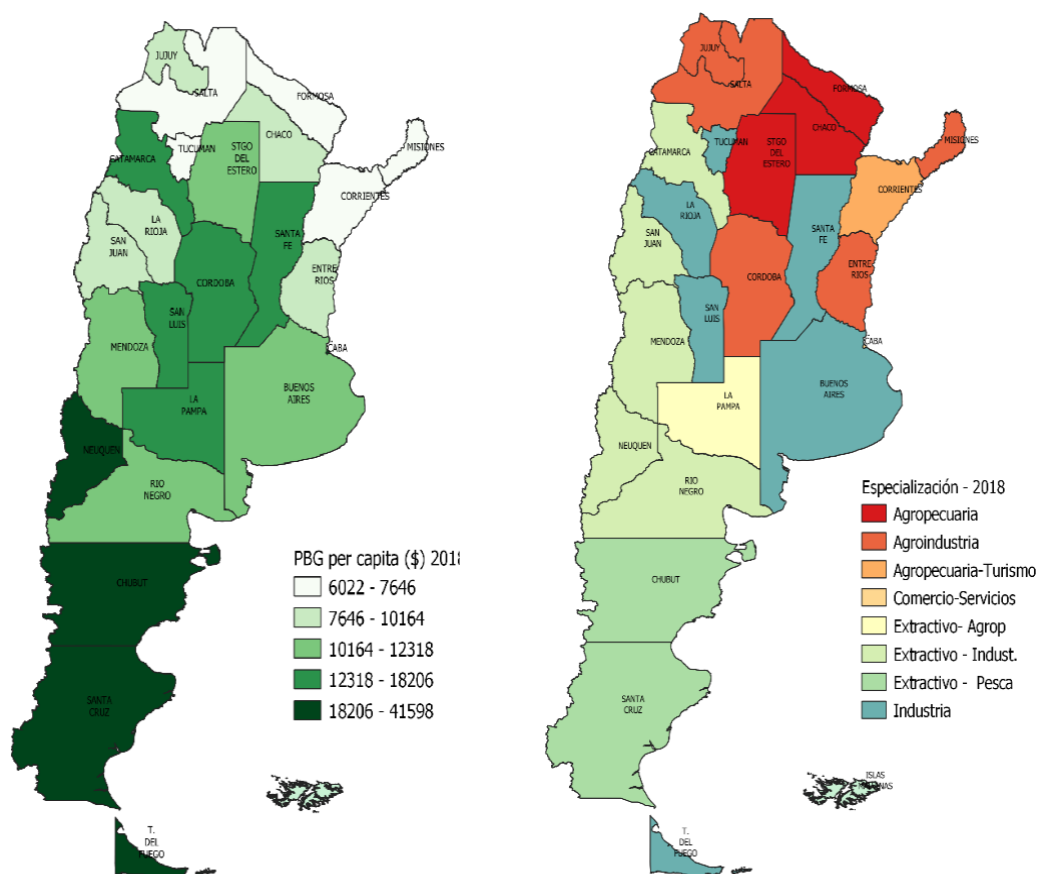 JUJUY
SALTA
FORMOSA
CHACO
MISIONES
TUCUMAN
STGO
DEL
ESTERO
CATAMARCA
CORRIENTES
LA
RIOJA
SANTA
FE
SAN
JUAN
ENTRE
RIOS
CORDOBA
SAN
LUIS
MENDOZA
CABA
BUENOS
AIRES
LA
PAMPA
NEUQUEN
RIO
NEGRO
CHUBUT
SANTA
CRUZ
T.
DEL
FUEGO
PBG per capita ($) 2018
6022 - 7646
7646 - 10164
10164 - 12318
12318 - 18206
18206 - 41598
JUJUY
SALTA
FORMOSA
CHACO
MISIONES
TUCUMAN
STGO
DEL
ESTERO
CATAMARCA
CORRIENTES
LA
RIOJA
SANTA
FE
SAN
JUAN
ENTRE
RIOS
CORDOBA
SAN
LUIS
MENDOZA
CABA
BUENOS
AIRES
LA
PAMPA
NEUQUEN
RIO
NEGRO
CHUBUT
SANTA
CRUZ
T.
DEL
FUEGO
ISLAS
Especialización - 2018
Agropecuaria
Agroindustria
Agropecuaria-Turismo
Comercio-Servicios
Extractivo- Agrop
Extractivo - Indust.
Extractivo - Pesca
Industria